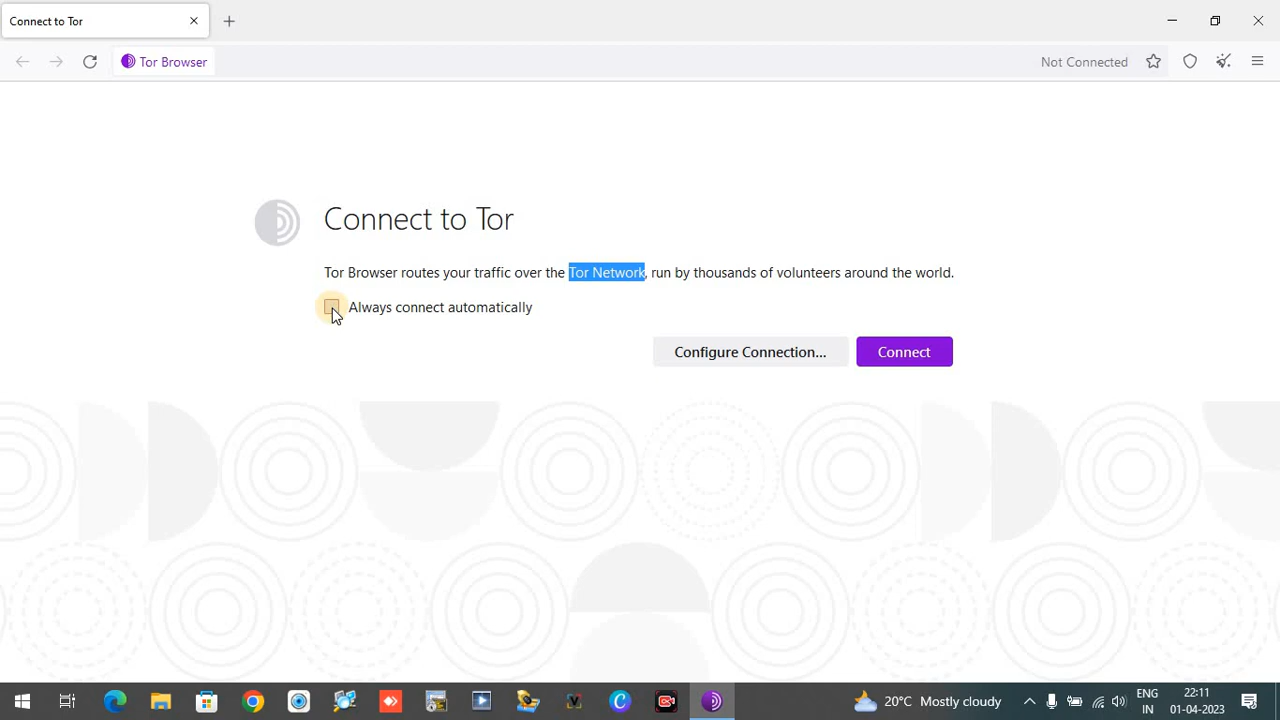 Connect to Tor
Tor Browser
Not Connected
Connect to Tor
Tor Browser routes your traffic over the Tor Network, run by thousands of volunteers around the world.
Always connect automatically
Configure Connection...
Connect
20°C Mostly cloudy
ENG
IN
22:11
01-04-2023